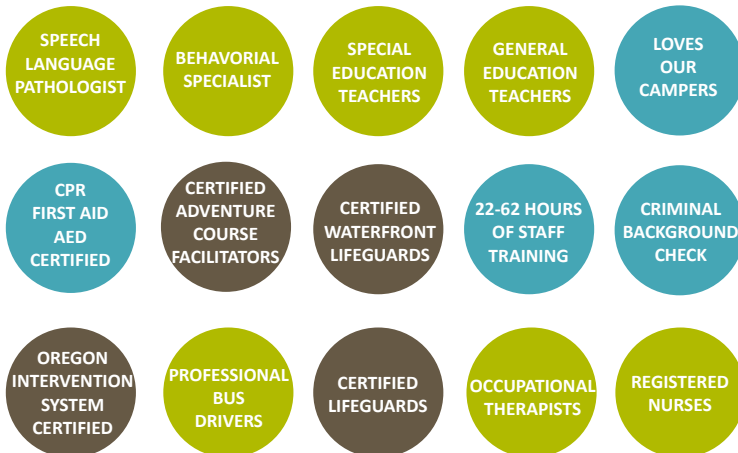 SPEECH
LANGUAGE
PATHOLOGIST
BEHAVORIAL
SPECIALIST
SPECIAL
EDUCATION
TEACHERS
GENERAL
EDUCATION
TEACHERS
LOVES
OUR
CAMPERS
CPR
FIRST AID
AED
CERTIFIED
CERTIFIED
ADVENTURE
COURSE
FACILITATORS
CERTIFIED
WATERFRONT
LIFEGUARDS
22-62 HOURS
OF STAFF
TRAINING
CRIMINAL
BACKGROUND
CHECK
OREGON
INTERVENTION
SYSTEM
CERTIFIED
PROFESSIONAL
BUS
DRIVERS
CERTIFIED
LIFEGUARDS
OCCUPATIONAL
THERAPISTS
REGISTERED
NURSES